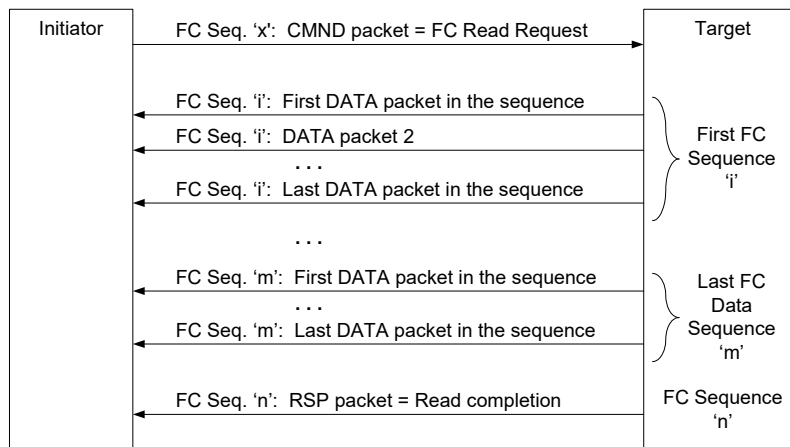 Initiator
FC Seq. ‘x': CMND packet = FC Read Request
Target
FC Seq. ‘i’: First DATA packet in the sequence
FC Seq. ‘i’: DATA packet 2
. . .
FC Seq. ‘i’: Last DATA packet in the sequence
First FC
Sequence
‘i’
. . .
FC Seq. ‘m’: First DATA packet in the sequence
. . .
FC Seq. ‘m’: Last DATA packet in the sequence
Last FC
Data
Sequence
‘m’
FC Seq. ‘n’: RSP packet = Read completion
FC Sequence
‘n’